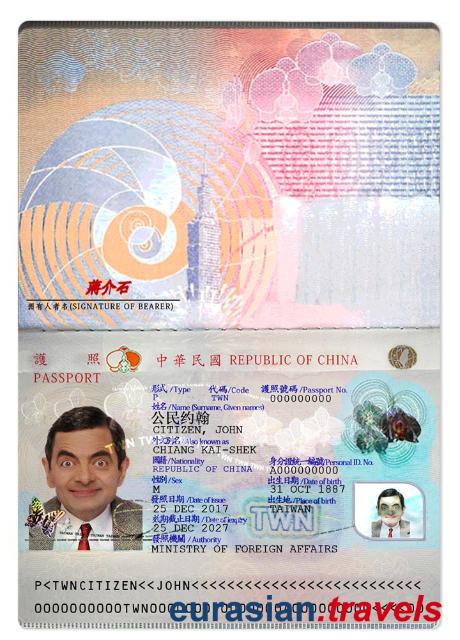 蔣介石
持有人簽名(SIGNATURE OF BEARER)
護 照 中華民國 REPUBLIC OF CHINA
PASSPORT
型式/Type 代碼/Code 護照號碼/Passport No.
P TWN 000000000
姓名/Name (Surname, Given names)
公民约翰
CITIZEN, JOHN
外文別名/Also known as
CHIANG KAI-SHEK
國籍/Nationality 身分證統一編號/Personal ID. No.
REPUBLIC OF CHINA A000000000
性別/Sex 出生日期/Date of birth
M 31 OCT 1887
發照日期/Date of issue 出生地/Place of birth
25 DEC 2017 TAIWAN
效期截止日期/Date of expiry
25 DEC 2027 TWN
發照機關/Authority
MINISTRY OF FOREIGN AFFAIRS
P<TWNCITIZEN<<JOHN<<<<<<<<<<<<<<<<<<<<<<<<<<
eurasian.travels